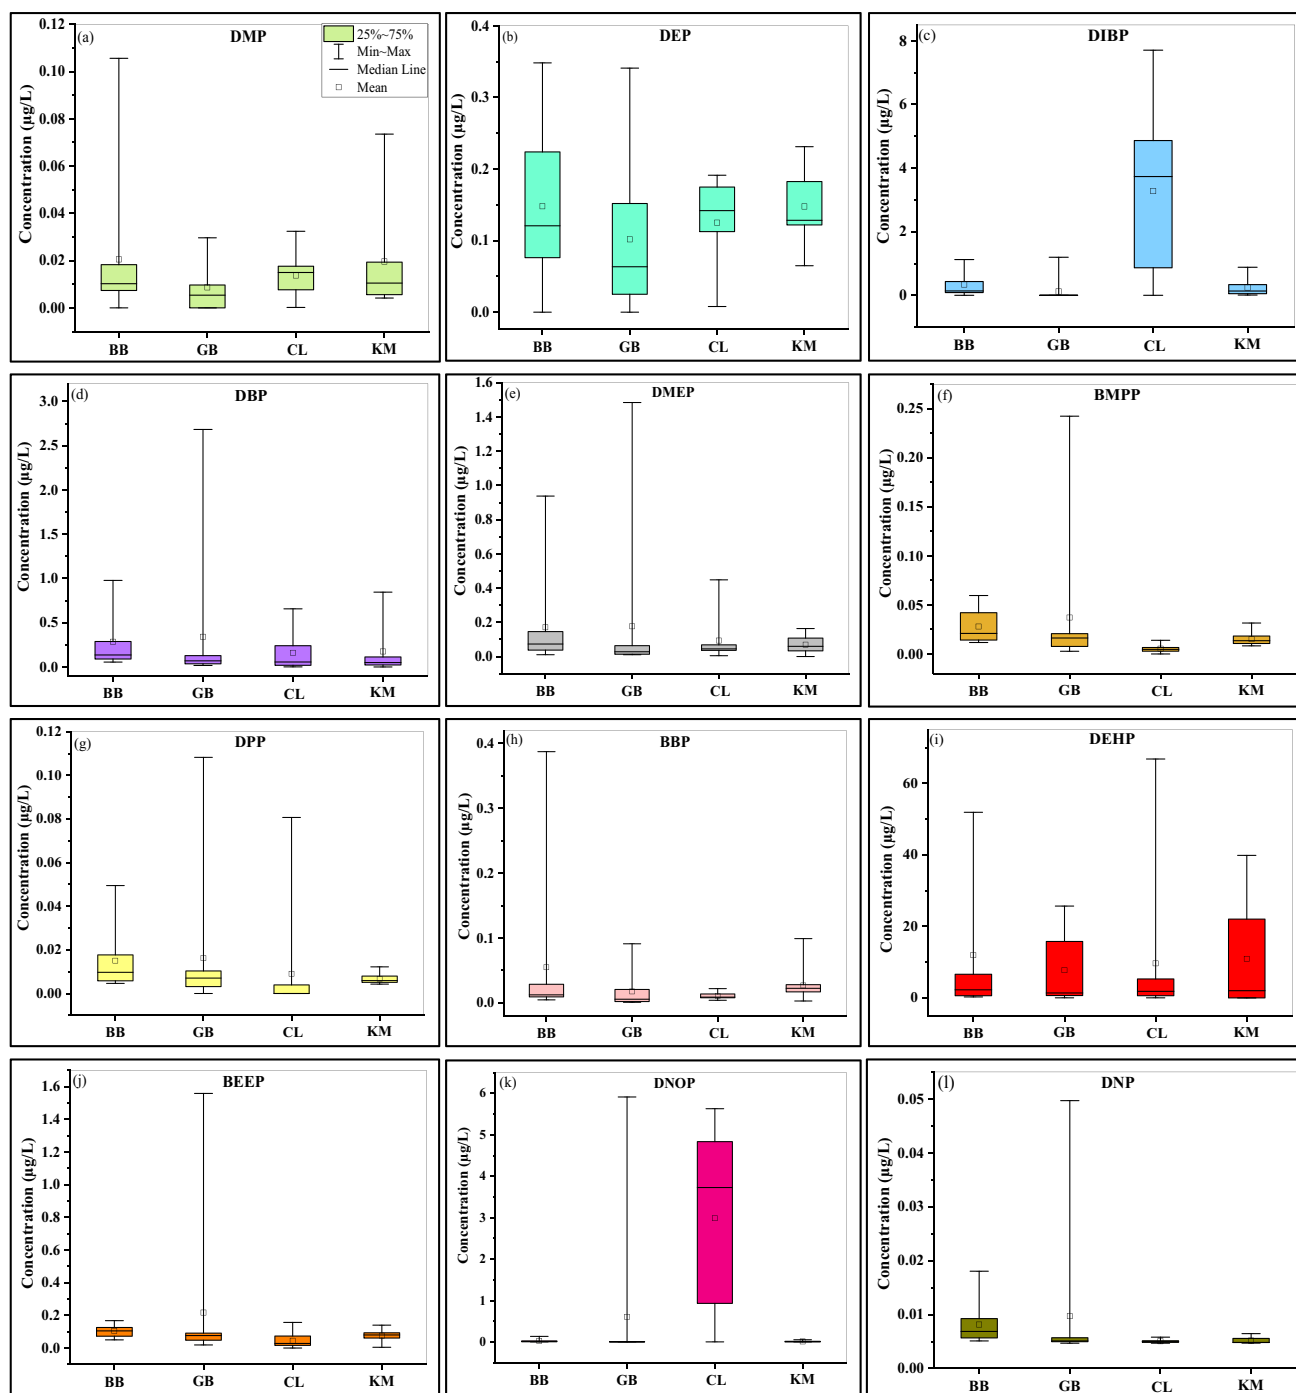 (a) DMP
25%~75%
Min~Max
Median Line
Mean
Concentration (µg/L)
0.12
0.10
0.08
0.06
0.04
0.02
0.00
BB GB CL KM
(b) DEP
Concentration (µg/L)
0.4
0.3
0.2
0.1
0.0
BB GB CL KM
(c) DIBP
Concentration (µg/L)
8
6
4
2
0
BB GB CL KM
(d) DBP
Concentration (µg/L)
3.0
2.5
2.0
1.5
1.0
0.5
0.0
BB GB CL KM
(e) DMEP
Concentration (µg/L)
1.6
1.4
1.2
1.0
0.8
0.6
0.4
0.2
0.0
BB GB CL KM
(f) BMPP
Concentration (µg/L)
0.25
0.20
0.15
0.10
0.05
0.00
BB GB CL KM
(g) DPP
Concentration (µg/L)
0.12
0.10
0.08
0.06
0.04
0.02
0.00
BB GB CL KM
(h) BBP
Concentration (µg/L)
0.4
0.3
0.2
0.1
0.0
BB GB CL KM
(i) DEHP
Concentration (µg/L)
60
40
20
0
BB GB CL KM
(j) BEEP
Concentration (µg/L)
1.6
1.4
1.2
1.0
0.8
0.6
0.4
0.2
0.0
BB GB CL KM
(k) DNOP
Concentration (µg/L)
6
5
4
3
2
1
0
BB GB CL KM
(l) DNP
Concentration (µg/L)
0.05
0.04
0.03
0.02
0.01
0.00
BB GB CL KM